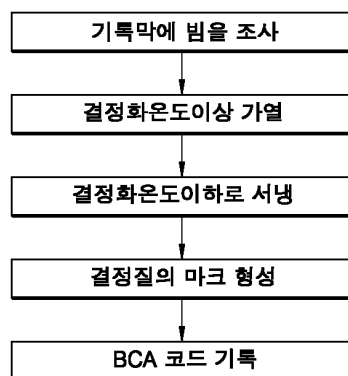 기록막에 빔을 조사
결정화온도이상 가열
결정화온도이하로 서냉
결정질의 마크 형성
BCA 코드 기록